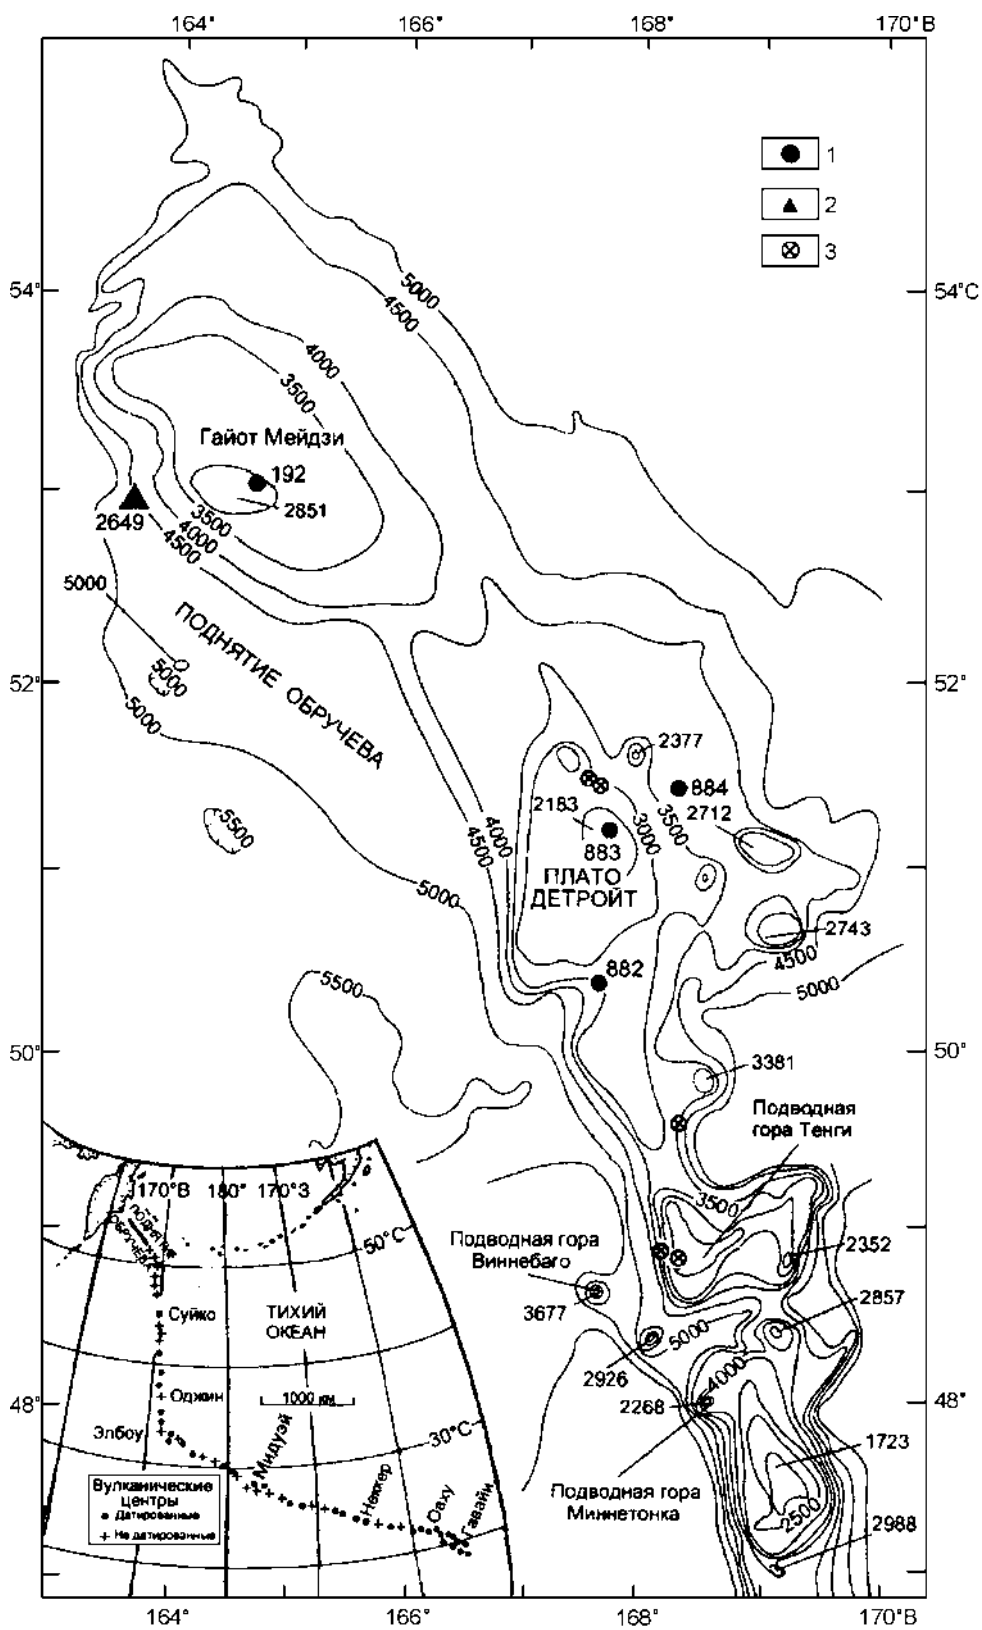 164°
166°
168°
170°В
1
2
3
54°
54°С
5000
4500
4000
3500
Гайот Мейдзи
192
2851
2649
3500
4000
4500
5000
ПОДНЯТИЕ ОБРУЧЕВА
5000
5000
52°
52°
2377
884
2712
2183
3000
3500
883
4000
4500
5500
5000
ПЛАТО
ДЕТРОЙТ
2743
882
4500
5000
5500
50°
50°
3381
Подводная
гора Тенги
3500
170°В
180°
170°З
ПОДНЯТИЕ
ОБРУЧЕВА
50°С
Подводная гора
Виннебаго
2352
3677
2857
Суйко
ТИХИЙ
ОКЕАН
5000
2926
4000
Оджин
1000 км
2268
48°
48°
Элбоу
30°С
Мидуэй
1723
Неккер
Оаху
Гавайи
Подводная гора
Миннетонка
2500
2988
Вулканические
центры
Датированные
Не датированные
164°
166°
168°
170°В